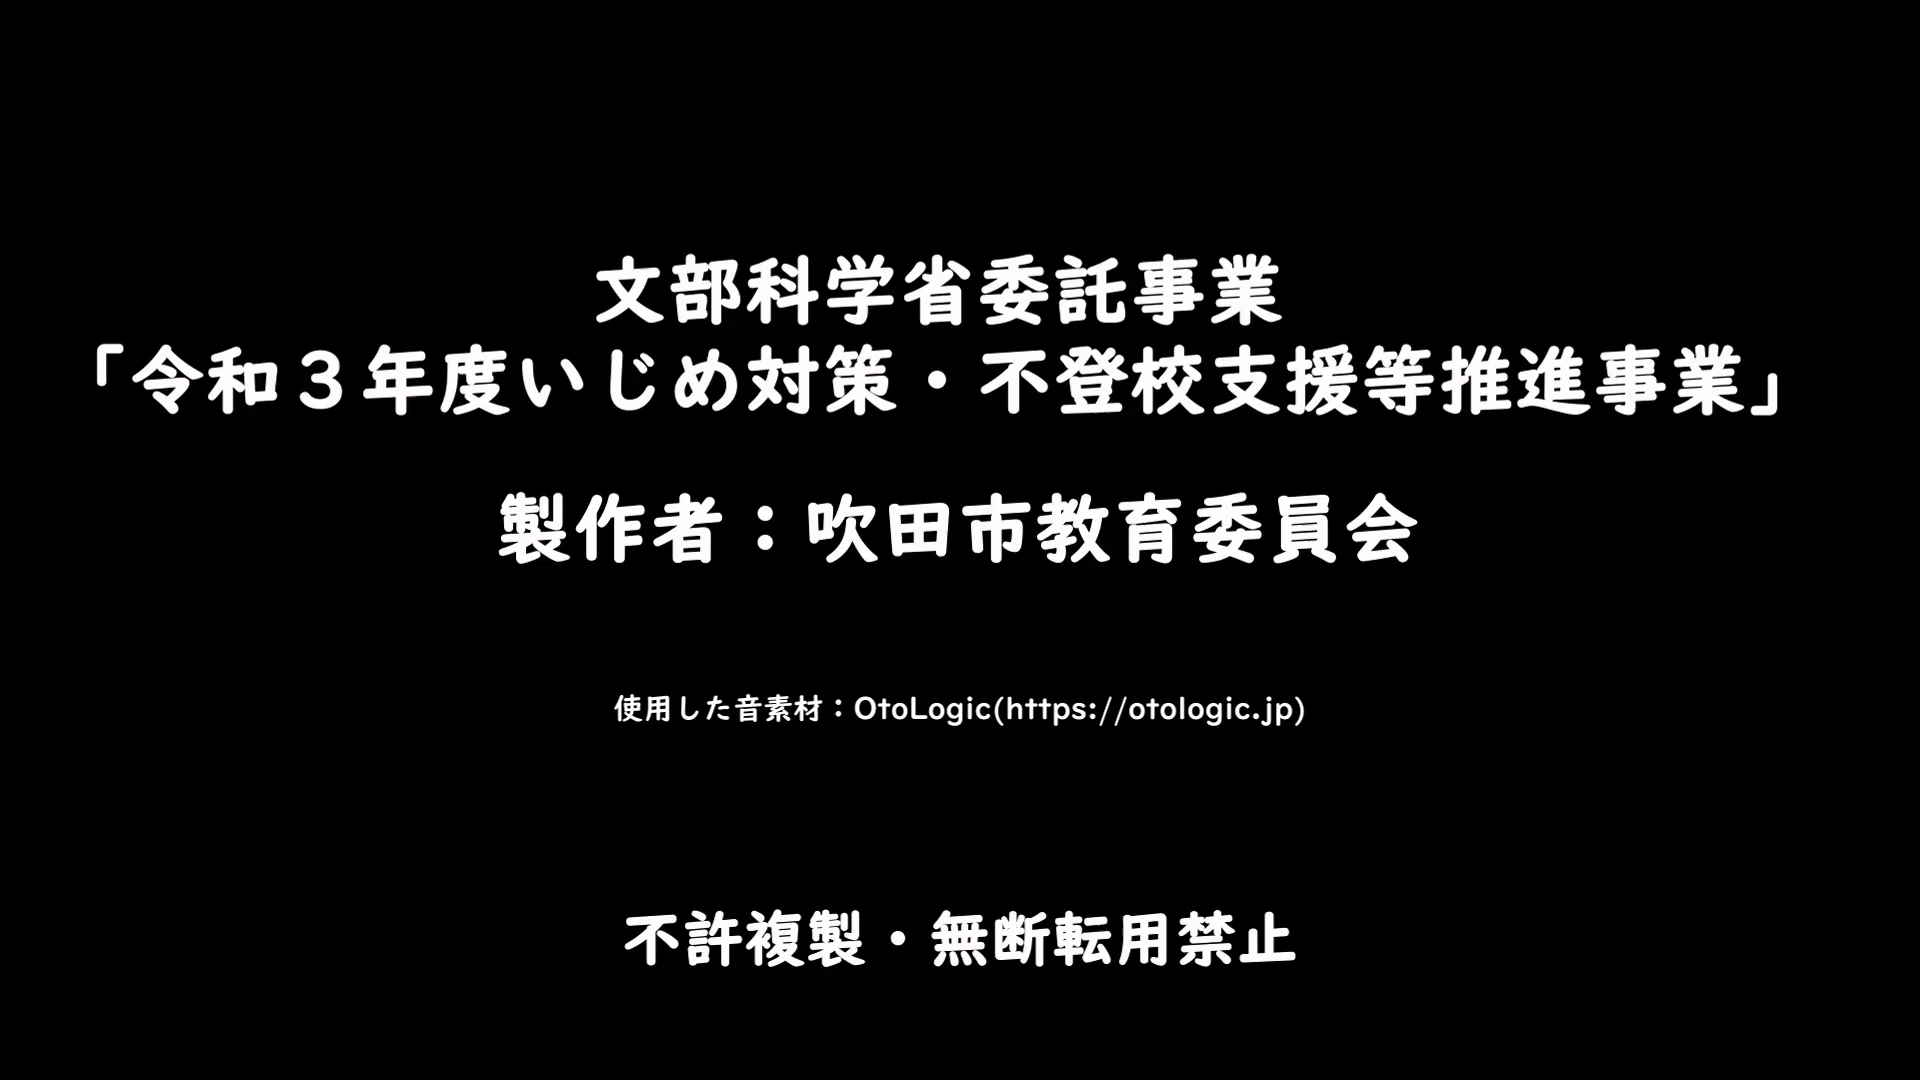 文部科学省委託事業
「令和３年度いじめ対策・不登校支援等推進事業」
製作者：吹田市教育委員会
使用した音素材：OtoLogic(https://otologic.jp)
不許複製・無断転用禁止